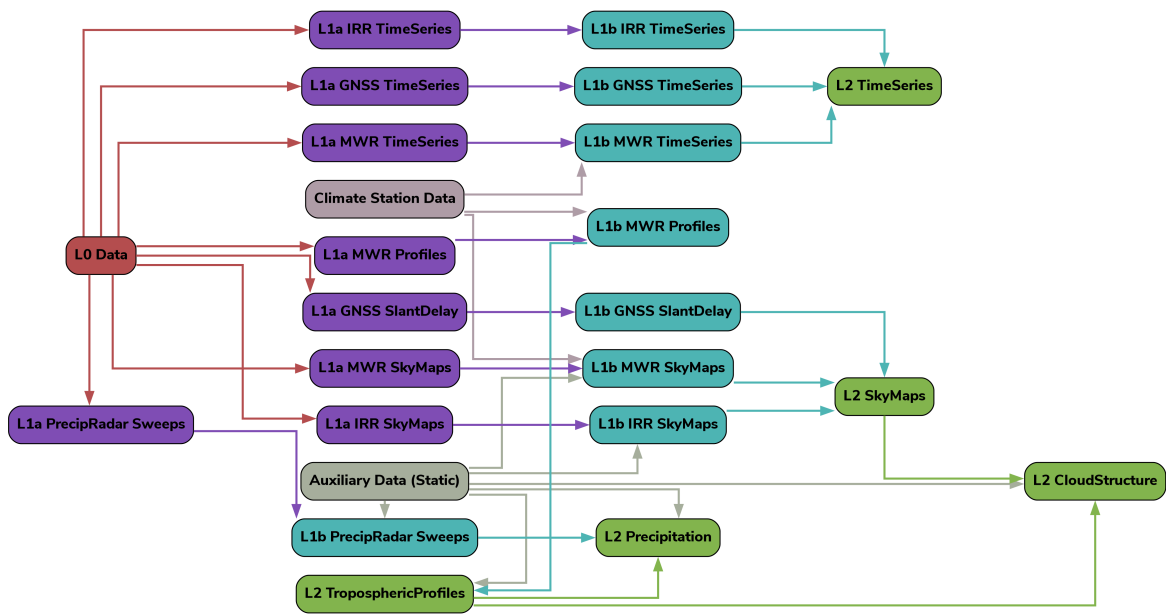 L1a IRR TimeSeries
L1b IRR TimeSeries
L1a GNSS TimeSeries
L1b GNSS TimeSeries
L2 TimeSeries
L1a MWR TimeSeries
L1b MWR TimeSeries
Climate Station Data
L1b MWR Profiles
L0 Data
L1a MWR Profiles
L1a GNSS SlantDelay
L1b GNSS SlantDelay
L1a MWR SkyMaps
L1b MWR SkyMaps
L2 SkyMaps
L1a PrecipRadar Sweeps
L1a IRR SkyMaps
L1b IRR SkyMaps
Auxiliary Data (Static)
L2 CloudStructure
L1b PrecipRadar Sweeps
L2 Precipitation
L2 TroposphericProfiles